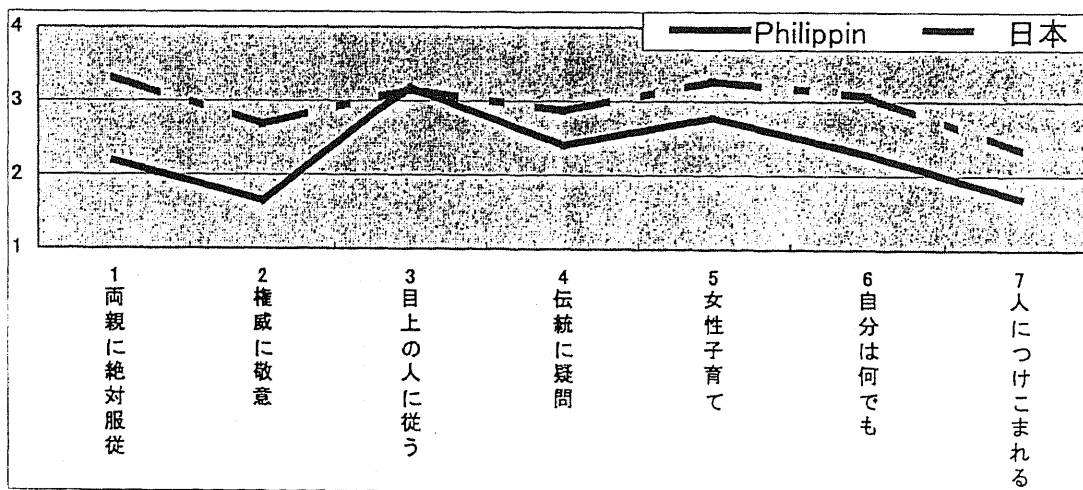 Philippin 日本
4
3
2
1
1両親に絶対服従
2権威に敬意
3目上の人に従う
4伝統に疑問
5女性子育て
6自分は何でも
7人につけこまれる